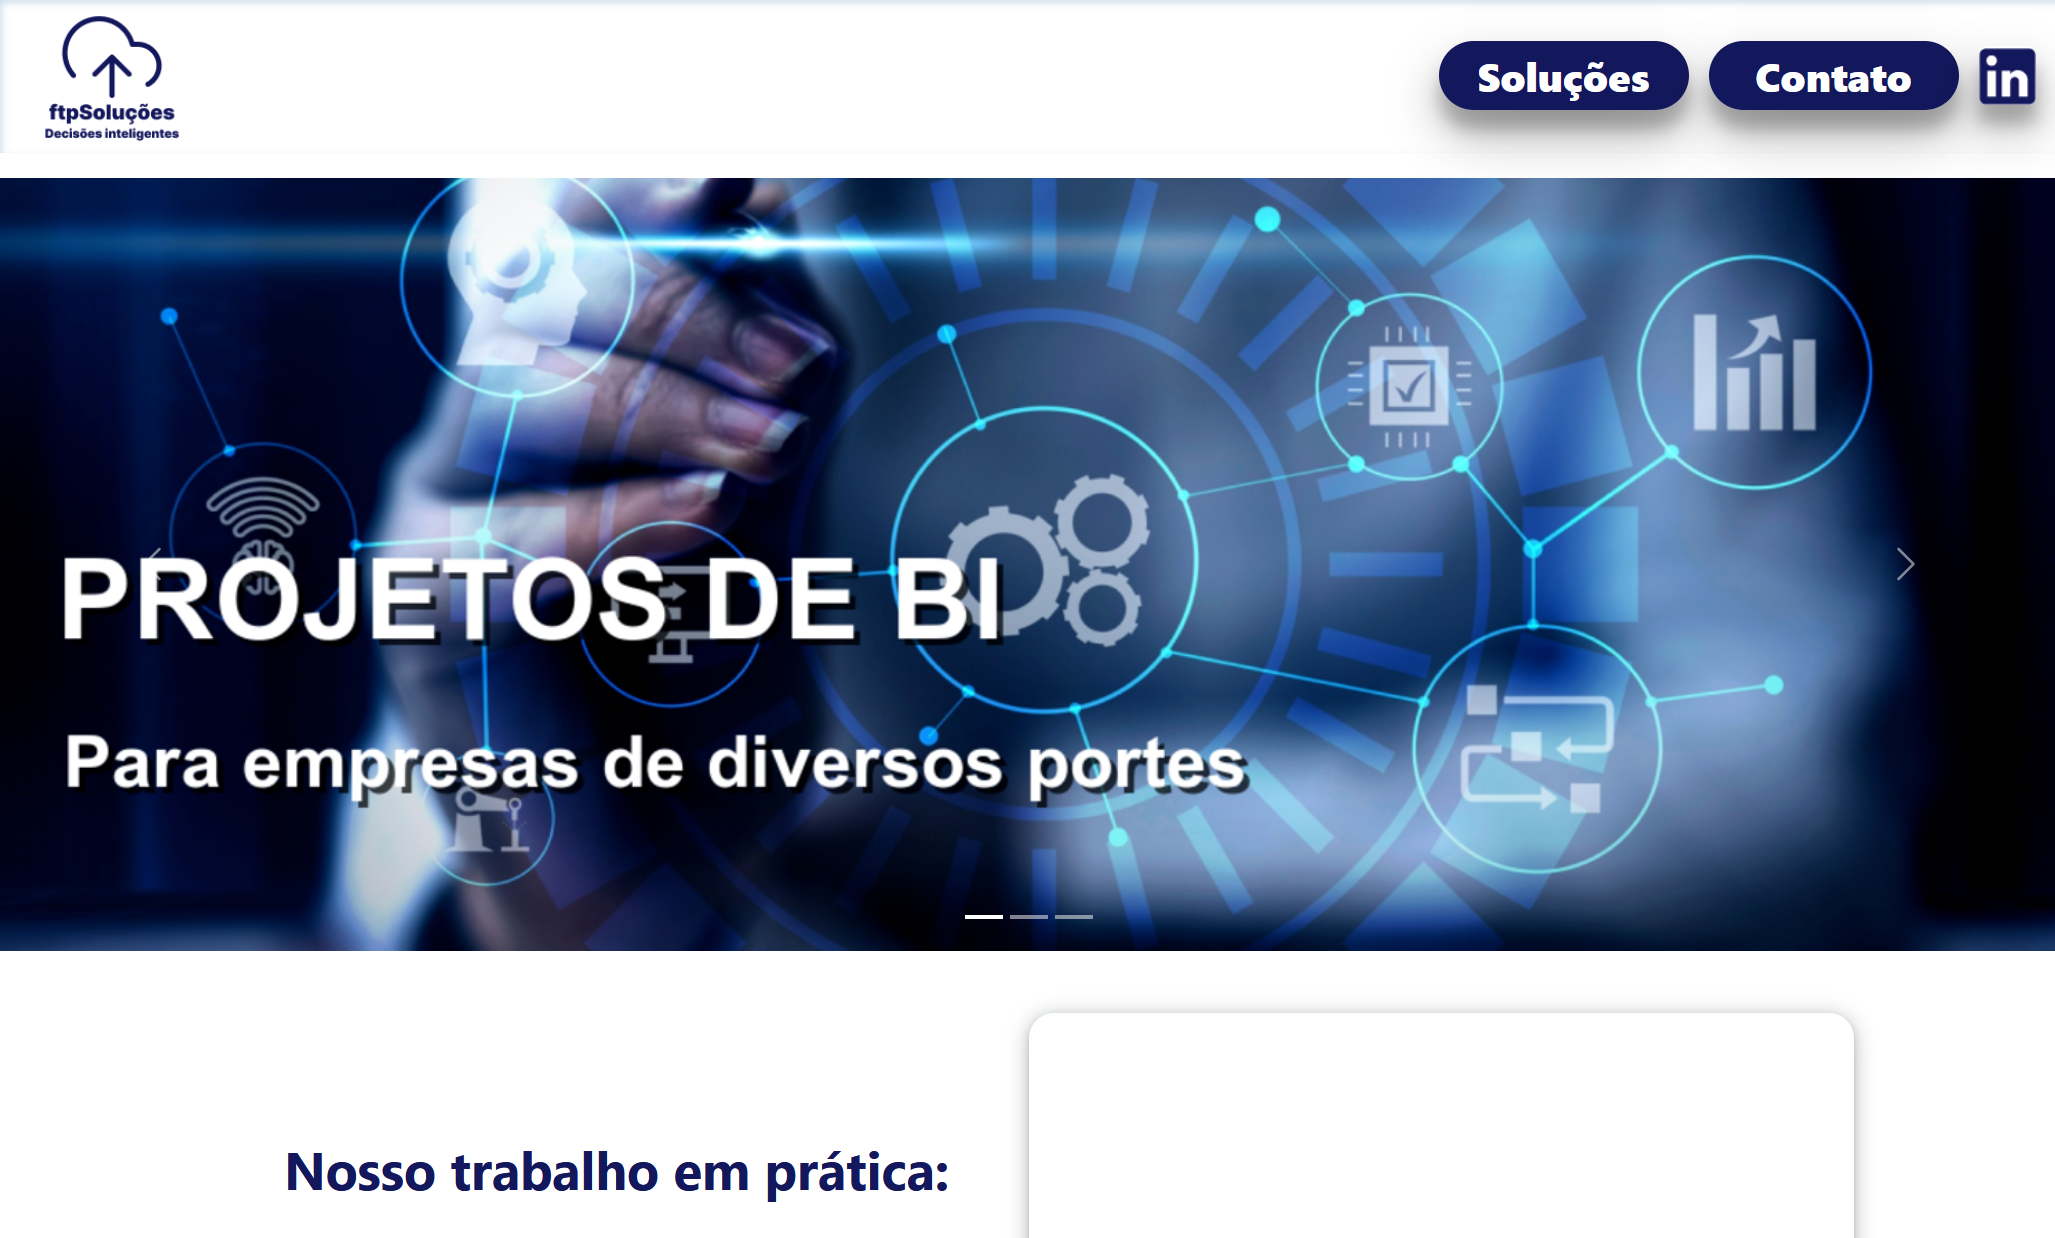 ftpSoluções
Decisões inteligentes
Soluções
Contato
in
PROJETOS DE BI
Para empresas de diversos portes
Nosso trabalho em prática: